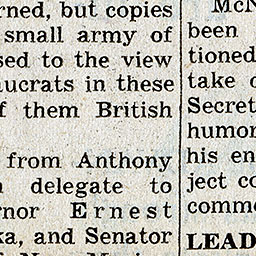 rned, but copies
small army of
sed to the view
ucrats in these
f them British
from Anthony
delegate to
nor Ernest
ka, and Senator
McN
been
tioned
take
Secret
humor
his en
ject co
comme
LEAD